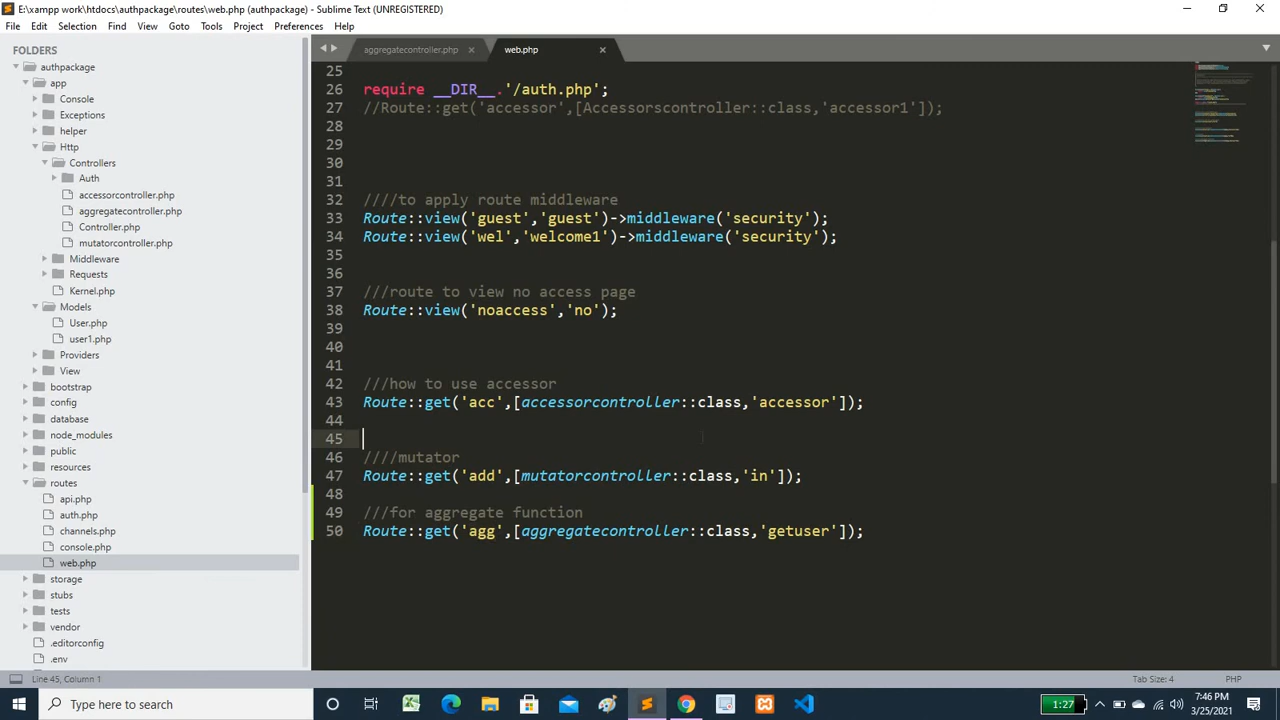 E:\xampp work\htdocs\authpackage\routes\web.php (authpackage) - Sublime Text (UNREGISTERED)
File Edit Selection Find View Goto Tools Project Preferences Help
FOLDERS
authpackage
app
Console
Exceptions
helper
Http
Controllers
Auth
accessorcontroller.php
aggregatecontroller.php
Controller.php
mutatorcontroller.php
Middleware
Requests
Kernel.php
Models
User.php
user1.php
Providers
View
bootstrap
config
database
node_modules
public
resources
routes
api.php
auth.php
channels.php
console.php
web.php
storage
stubs
tests
vendor
.editorconfig
.env
aggregatecontroller.php
web.php
25
26 require __DIR__.'/auth.php';
27 //Route::get('accessor',[Accessorscontroller::class,'accessor1']);
28
29
30
31
32 ////to apply route middleware
33 Route::view('guest','guest')->middleware('security');
34 Route::view('wel','welcome1')->middleware('security');
35
36
37 ///route to view no access page
38 Route::view('noaccess','no');
39
40
41
42 ///how to use accessor
43 Route::get('acc',[accessorcontroller::class,'accessor']);
44
45
46 ////mutator
47 Route::get('add',[mutatorcontroller::class,'in']);
48
49 ///for aggregate function
50 Route::get('agg',[aggregatecontroller::class,'getuser']);
Line 45, Column 1
Tab Size: 4
PHP
Type here to search
1:27
7:46 PM
3/25/2021